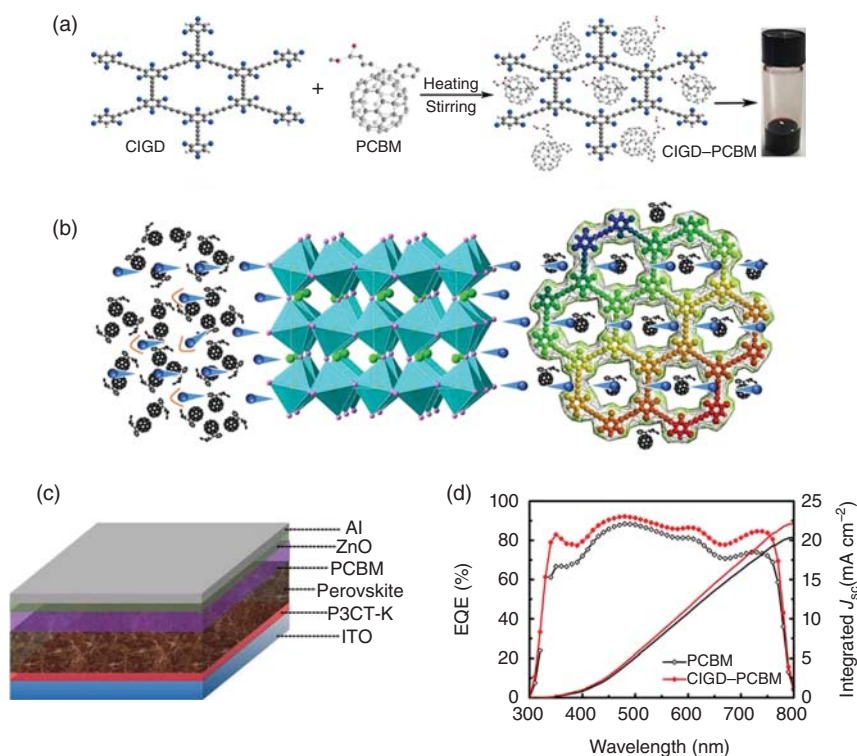 (a)
CIGD
+
PCBM
Heating
Stirring
CIGD–PCBM
(b)
(c)
Al
ZnO
PCBM
Perovskite
P3CT-K
ITO
(d)
100
80
60
40
20
0
EQE (%)
25
20
15
10
5
0
Integrated Jsc(mA cm−2)
PCBM
CIGD–PCBM
300 400 500 600 700 800
Wavelength (nm)